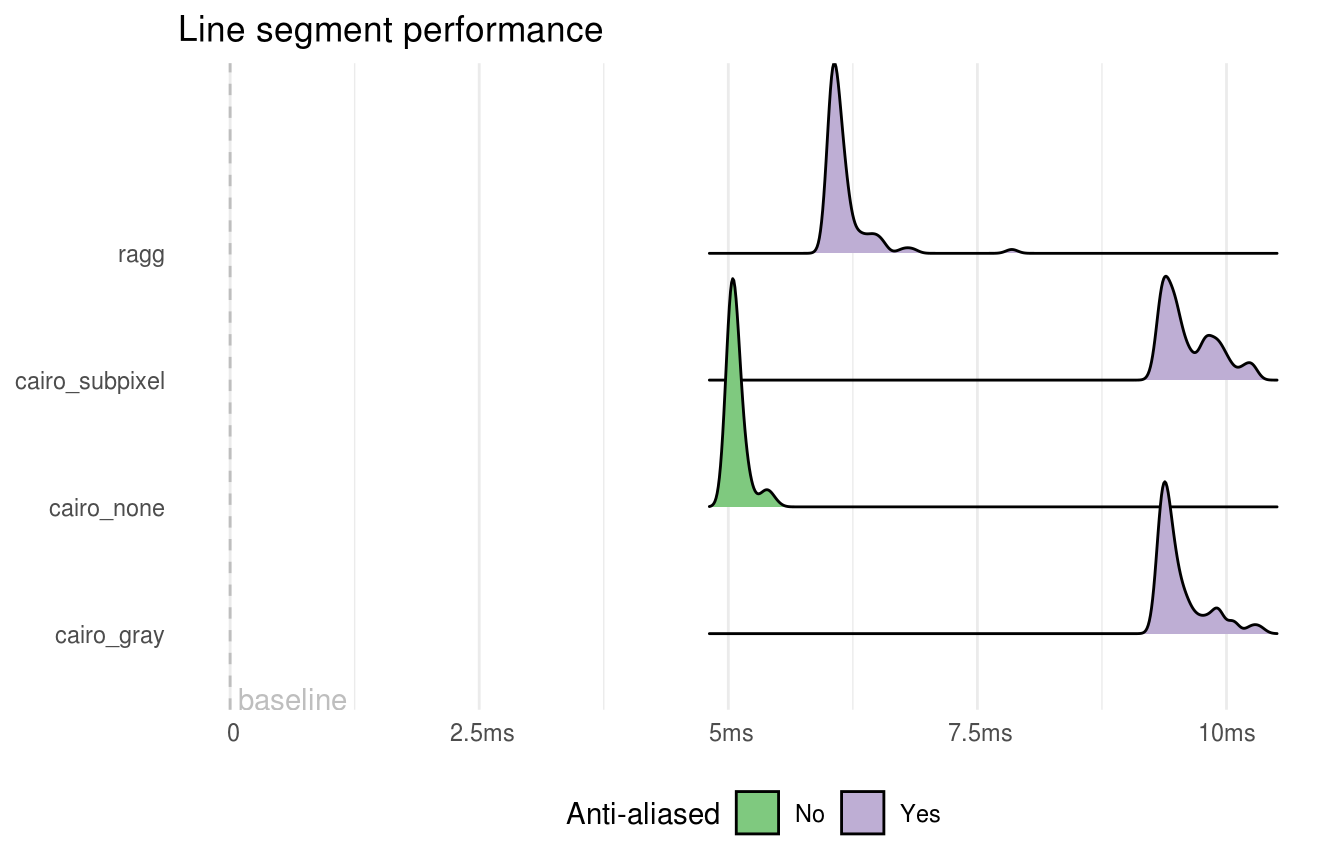 Line segment performance
ragg
cairo_subpixel
cairo_none
cairo_gray
baseline
0 2.5ms 5ms 7.5ms 10ms
Anti-aliased No Yes